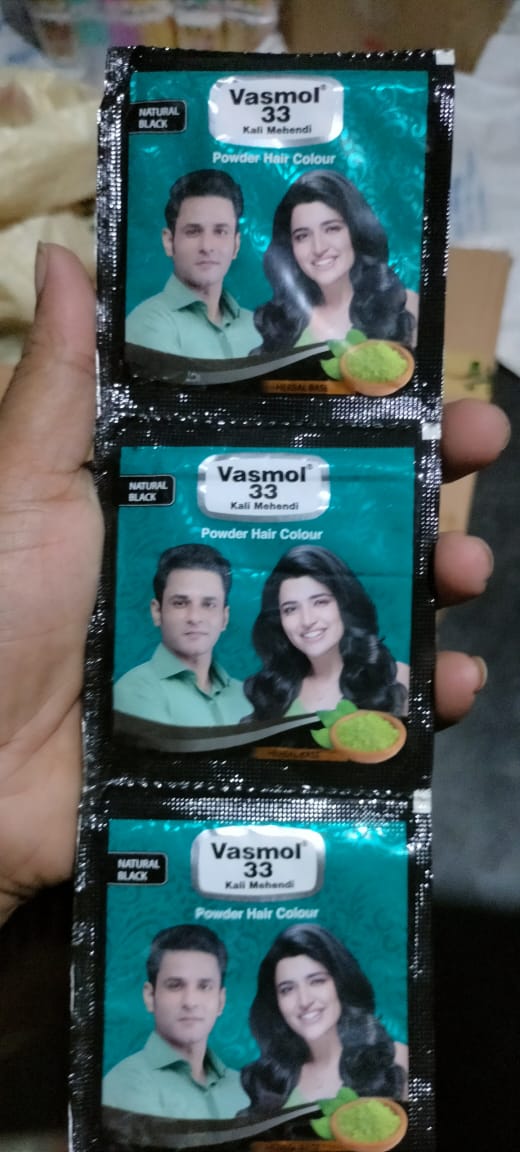 NATURAL
BLACK
Vasmol®
33
Kali Mehendi
Powder Hair Colour
HERBAL BASE
NATURAL
BLACK
Vasmol®
33
Kali Mehendi
Powder Hair Colour
HERBAL BASE
NATURAL
BLACK
Vasmol®
33
Kali Mehendi
Powder Hair Colour